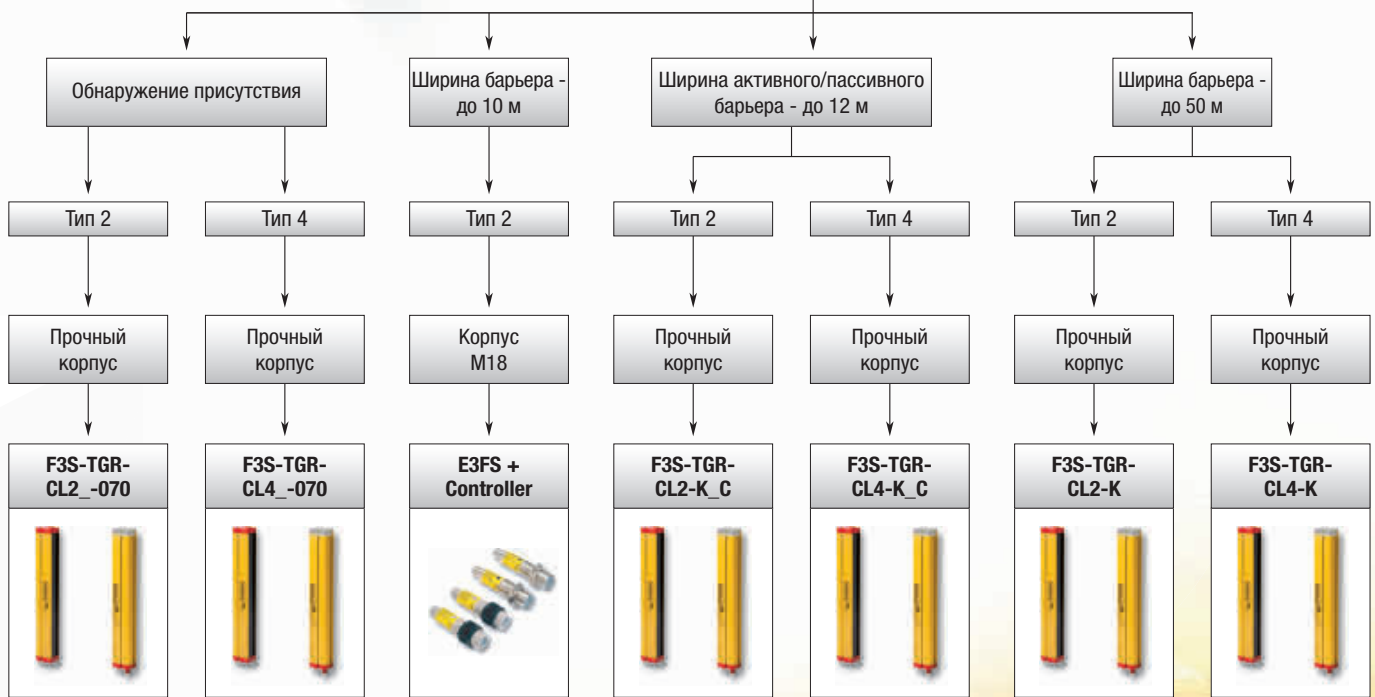 Обнаружение присутствия
Ширина барьера -
до 10 м
Ширина активного/пассивного
барьера - до 12 м
Ширина барьера -
до 50 м
Тип 2
Тип 4
Тип 2
Тип 2
Тип 4
Тип 2
Тип 4
Прочный
корпус
Прочный
корпус
Корпус
M18
Прочный
корпус
Прочный
корпус
Прочный
корпус
Прочный
корпус
F3S-TGR-
CL2_-070
F3S-TGR-
CL4_-070
E3FS +
Controller
F3S-TGR-
CL2-K_C
F3S-TGR-
CL4-K_C
F3S-TGR-
CL2-K
F3S-TGR-
CL4-K